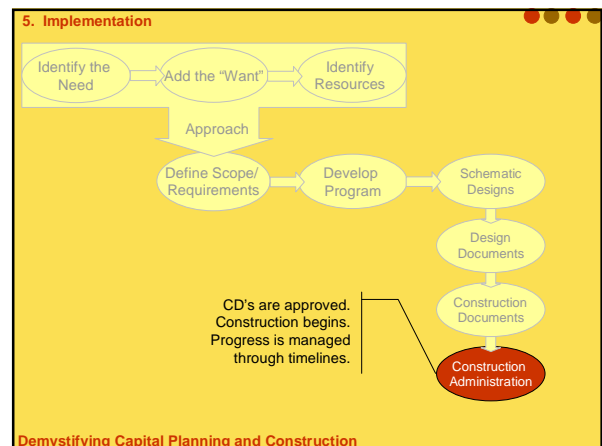 5. Implementation
Identify the
Need
Add the “Want”
Identify
Resources
Approach
Define Scope/
Requirements
Develop
Program
Schematic
Designs
Design
Documents
CD's are approved.
Construction begins.
Progress is managed
through timelines.
Construction
Documents
Construction
Administration
Demystifying Capital Planning and Construction